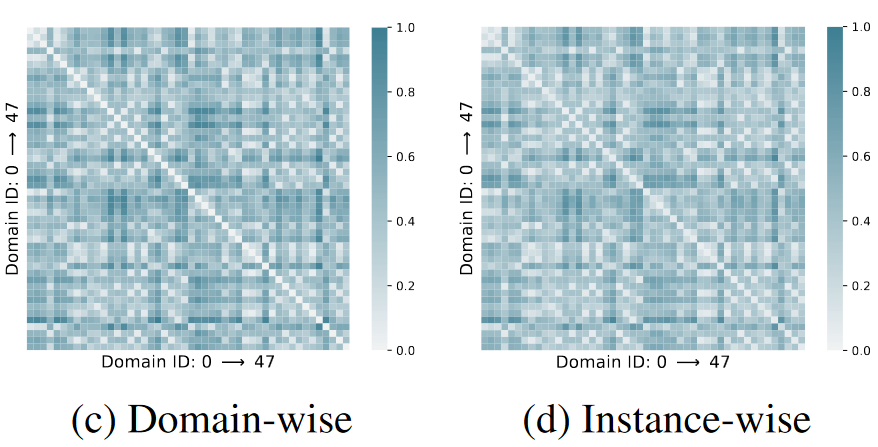 1.0
0.8
0.6
0.4
0.2
0.0
Domain ID: 0 ⟶ 47
Domain ID: 0 ⟶ 47
(c) Domain-wise
1.0
0.8
0.6
0.4
0.2
0.0
Domain ID: 0 ⟶ 47
Domain ID: 0 ⟶ 47
(d) Instance-wise